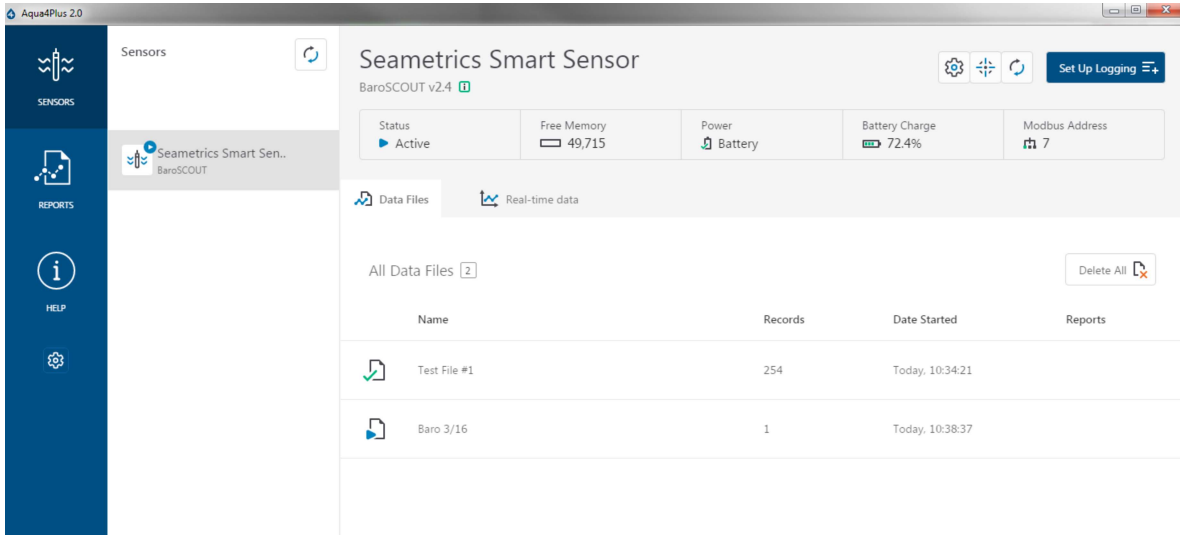 Aqua4Plus 2.0
SENSORS
REPORTS
HELP
Sensors
Seametrics Smart Sen..
BaroSCOUT
Seametrics Smart Sensor
BaroSCOUT v2.4
Set Up Logging
Status
Active
Free Memory
49,715
Power
Battery
Battery Charge
72.4%
Modbus Address
7
Data Files
Real-time data
All Data Files 2
Delete All
Name Records Date Started Reports
Test File #1 254 Today, 10:34:21
Baro 3/16 1 Today, 10:38:37